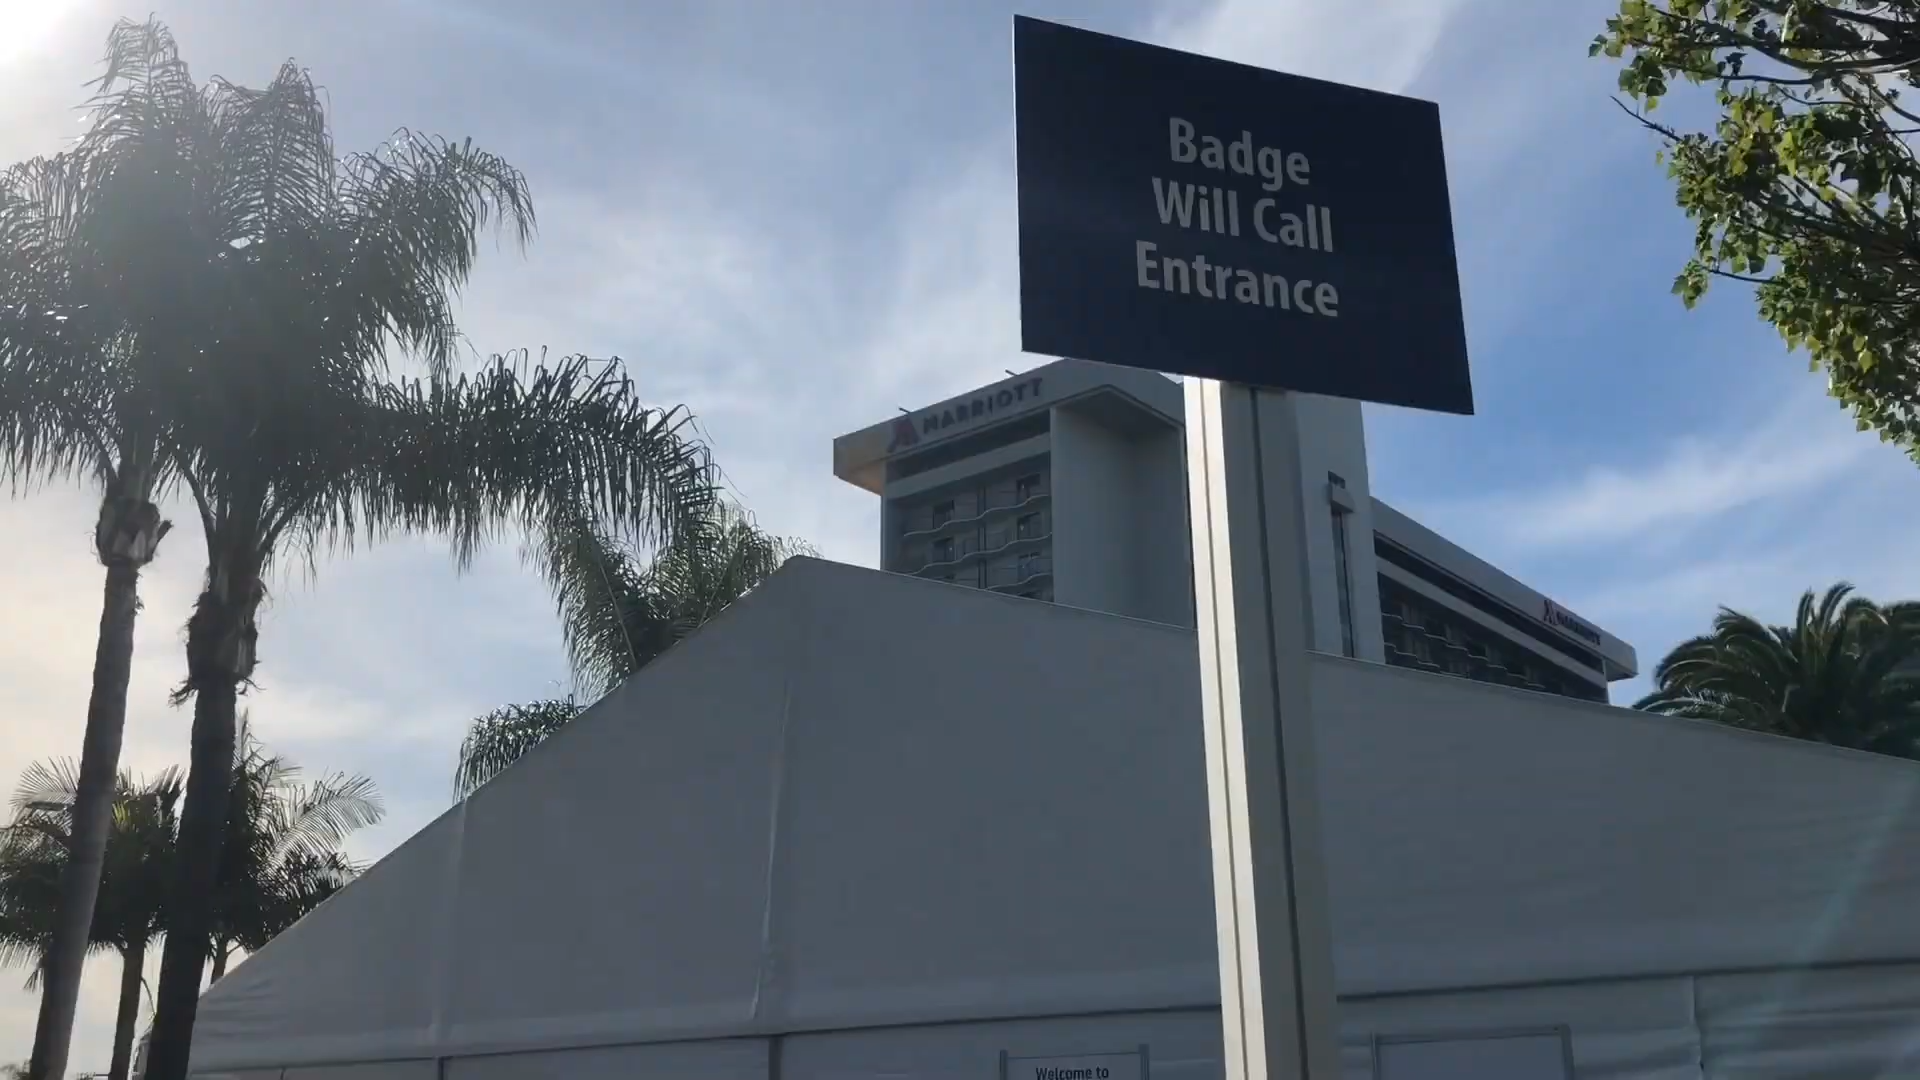 Badge
Will Call
Entrance
MARRIOTT
MARRIOTT
Welcome to